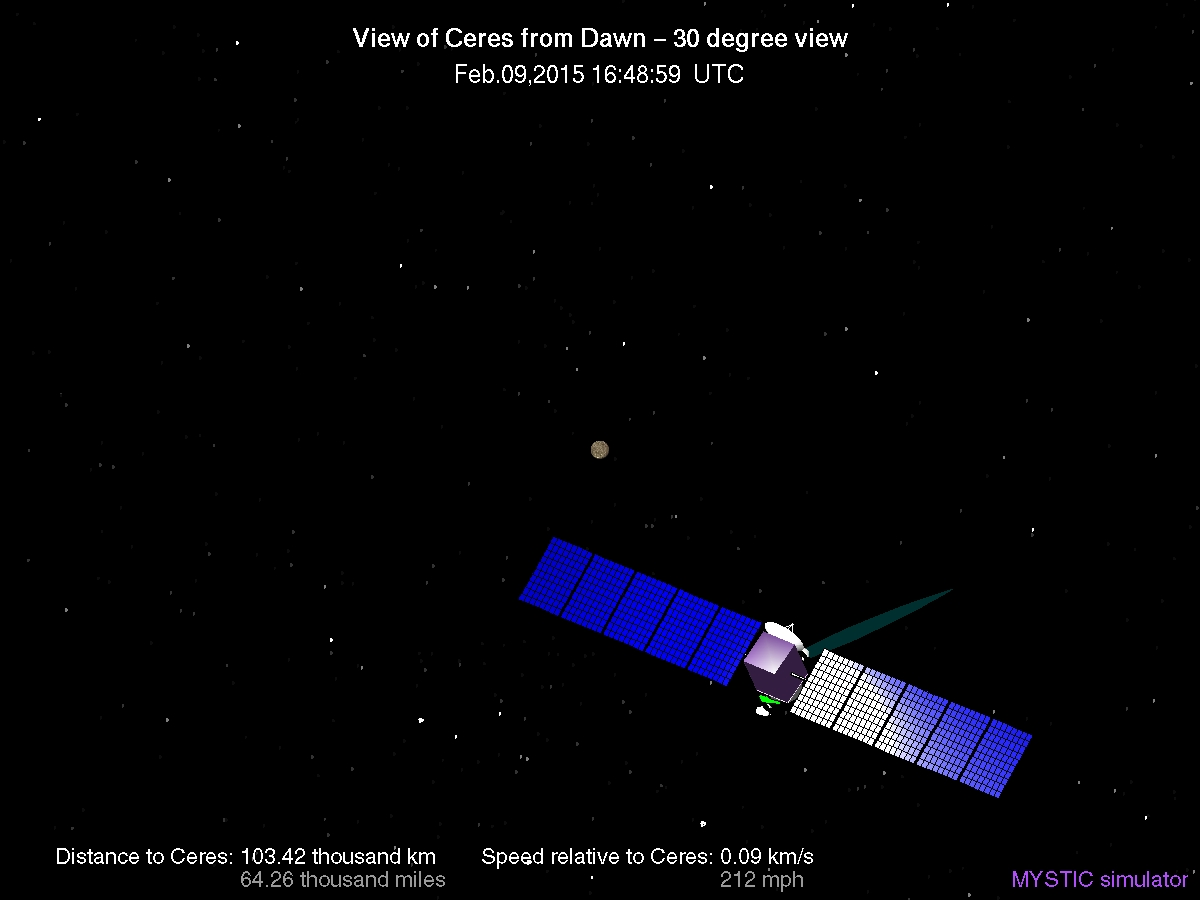 View of Ceres from Dawn – 30 degree view
Feb.09,2015 16:48:59 UTC
Distance to Ceres: 103.42 thousand km Speed relative to Ceres: 0.09 km/s
64.26 thousand miles 212 mph MYSTIC simulator